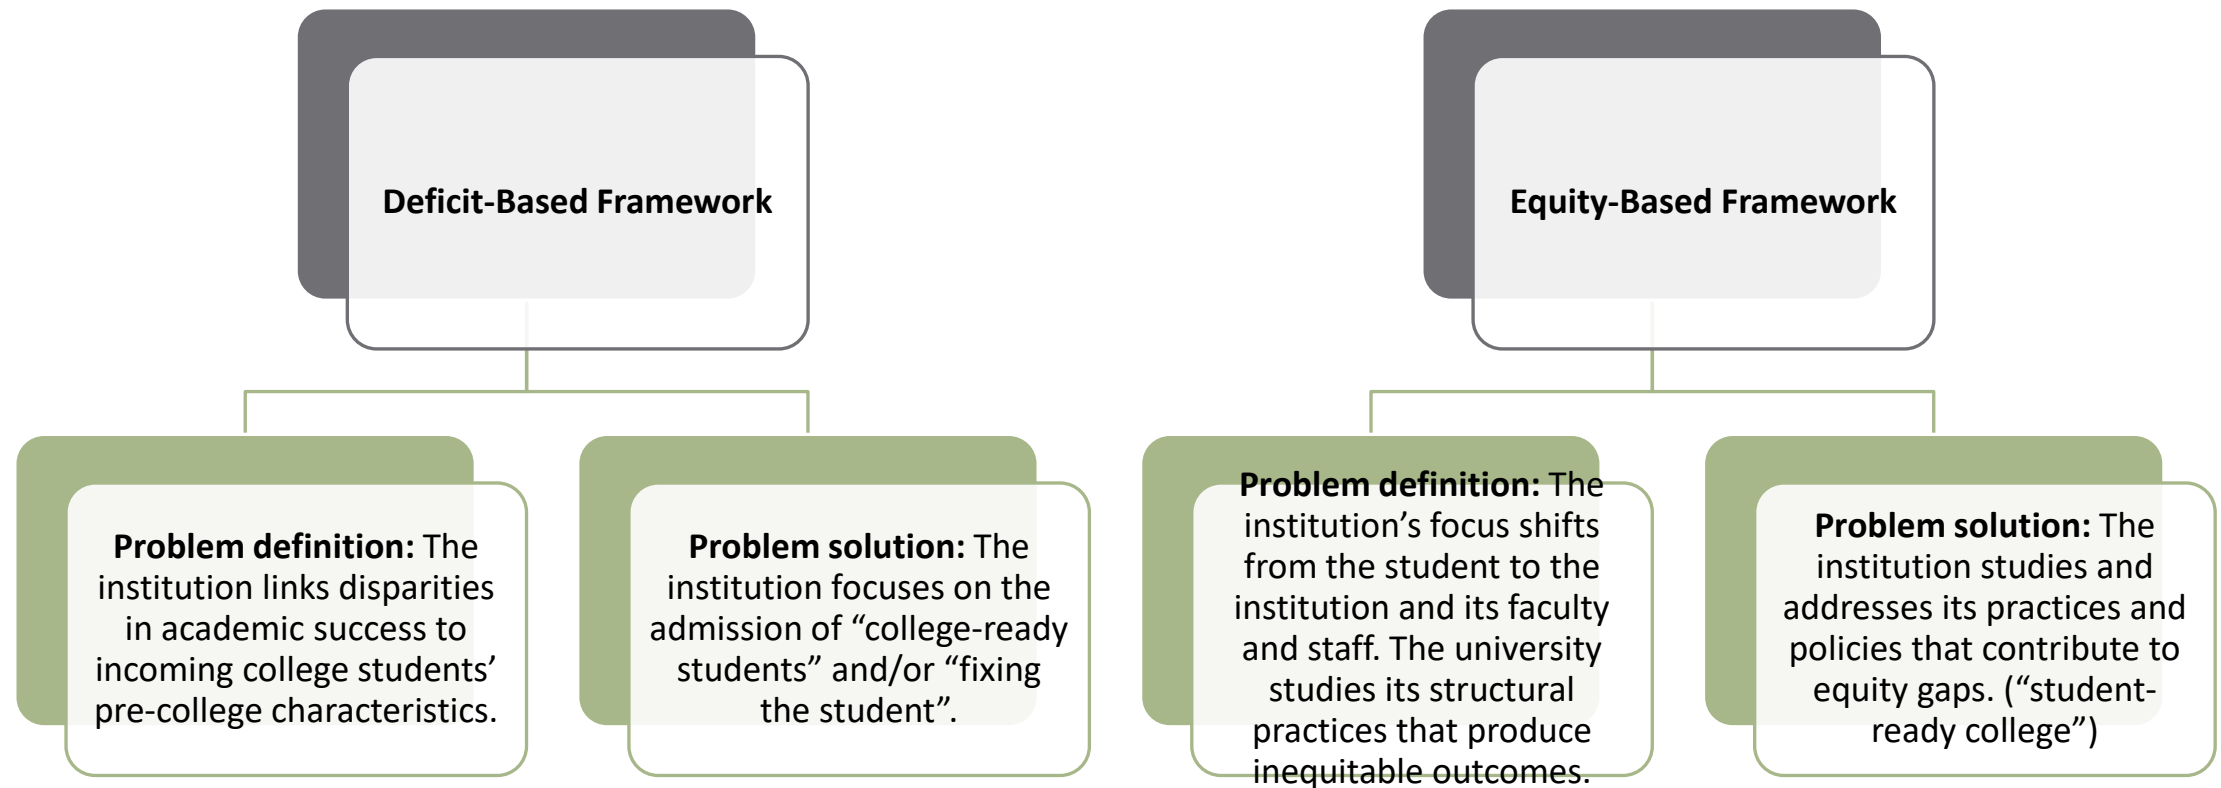 Deficit-Based Framework
Problem definition: The
institution links disparities
in academic success to
incoming college students’
pre-college characteristics.
Problem solution: The
institution focuses on the
admission of “college-ready
students” and/or “fixing
the student”.
Equity-Based Framework
Problem definition: The
institution’s focus shifts
from the student to the
institution and its faculty
and staff. The university
studies its structural
practices that produce
inequitable outcomes.
Problem solution: The
institution studies and
addresses its practices and
policies that contribute to
equity gaps. (“student-
ready college”)